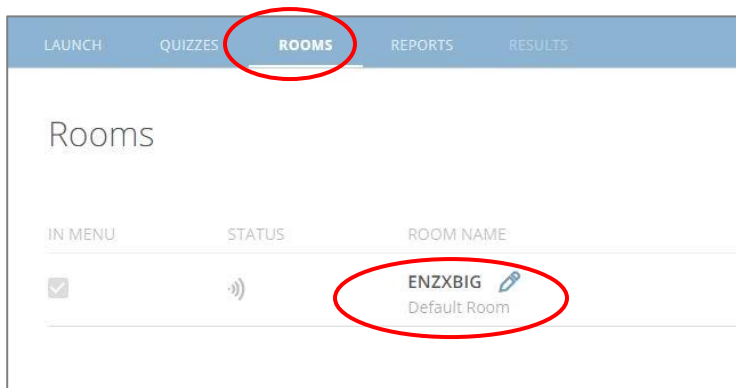 LAUNCH QUIZZES ROOMS REPORTS RESULTS
Rooms
IN MENU STATUS ROOM NAME
ENZXBIG
Default Room